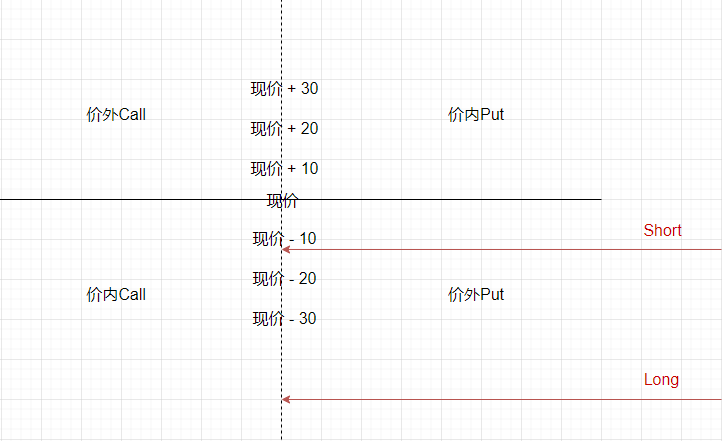 现价 + 30
价外Call
价内Put
现价 + 20
现价 + 10
现价
Short
现价 - 10
现价 - 20
价内Call
价外Put
现价 - 30
Long